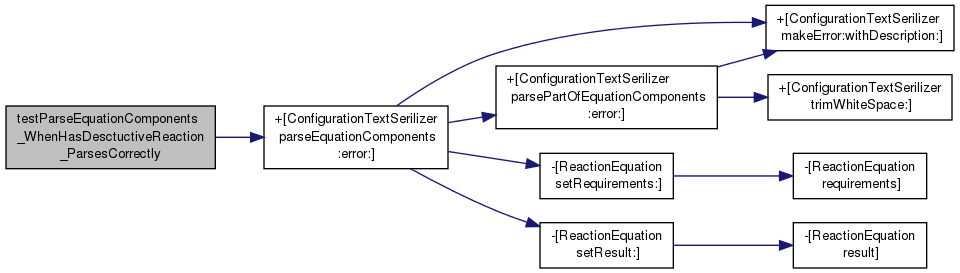 testParseEquationComponents
_WhenHasDesctuctiveReaction
_ParsesCorrectly
+[ConfigurationTextSerilizer
parseEquationComponents
:error:]
+[ConfigurationTextSerilizer
makeError:withDescription:]
+[ConfigurationTextSerilizer
parsePartOfEquationComponents
:error:]
+[ConfigurationTextSerilizer
trimWhiteSpace:]
-[ReactionEquation
setRequirements:]
-[ReactionEquation
requirements]
-[ReactionEquation
setResult:]
-[ReactionEquation
result]